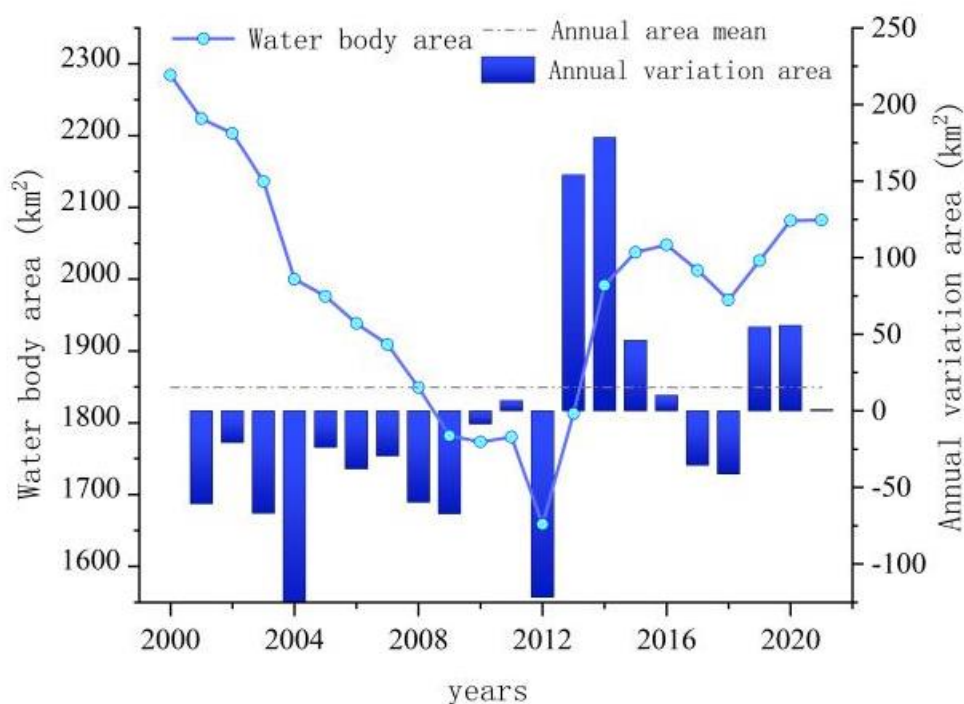 Water body area
Annual area mean
Annual variation area
Water body area (km²)
2300
2200
2100
2000
1900
1800
1700
1600
250
200
150
100
50
0
-50
-100
Annual variation area (km²)
2000 2004 2008 2012 2016 2020
years